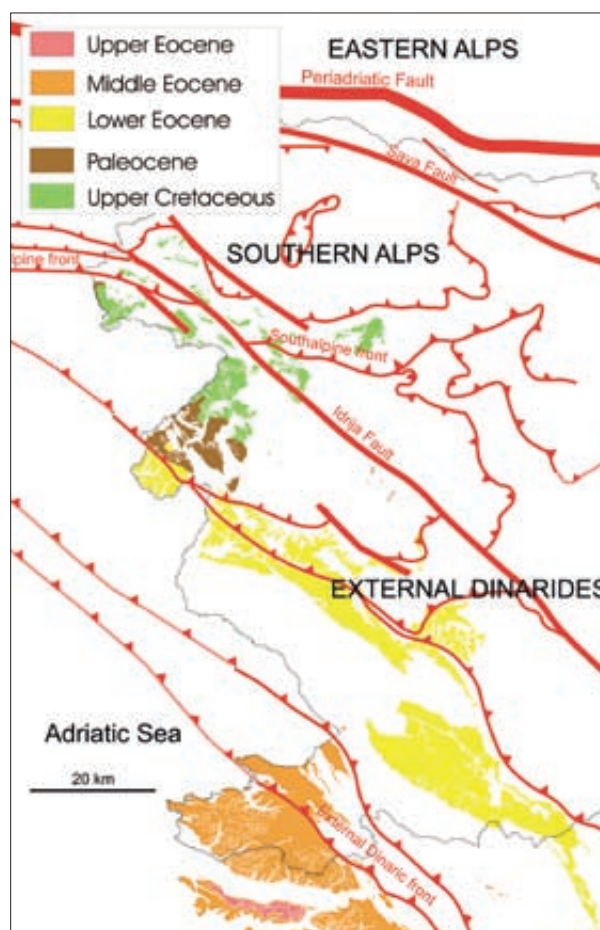 Upper Eocene
Middle Eocene
Lower Eocene
Paleocene
Upper Cretaceous
EASTERN ALPS
Periadriatic Fault
Sava Fault
SOUTHERN ALPS
lpine front
Southalpine front
Idrija Fault
EXTERNAL DINARIDES
Adriatic Sea
20 km
External Dinaric front